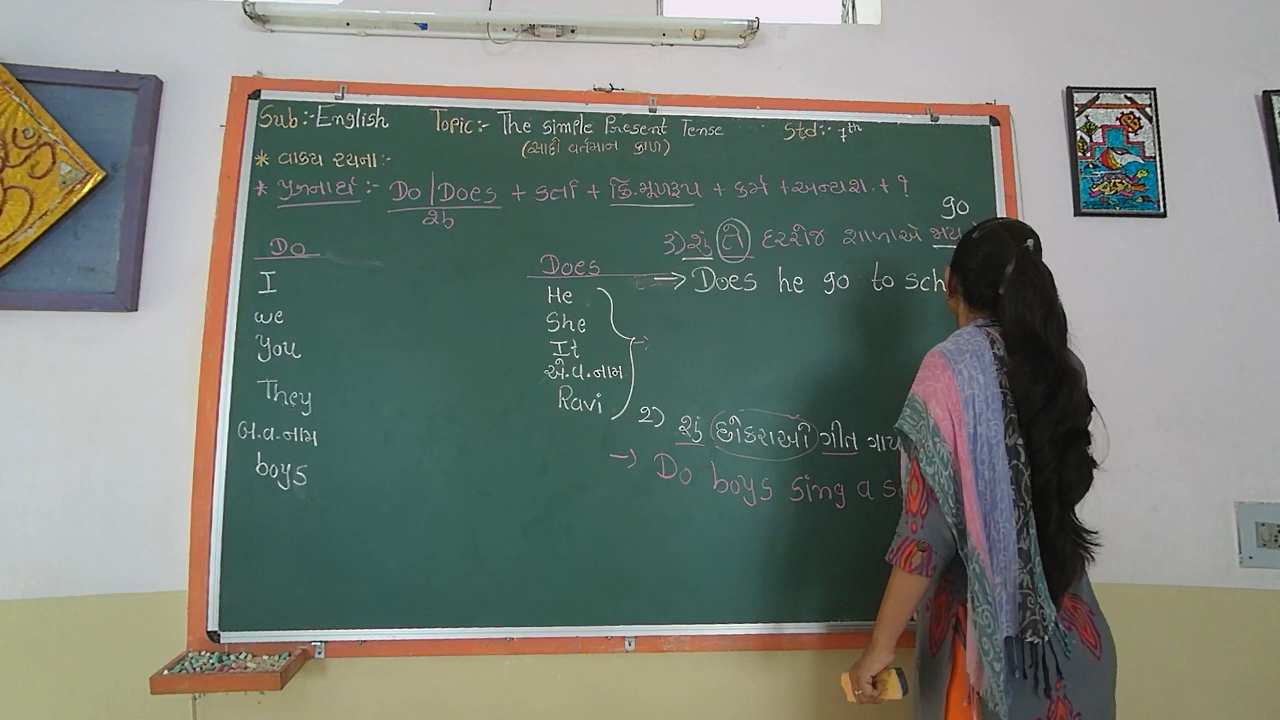 Sub:-English Topic:- The simple Present Tense Std:- 7th
(સાદો વર્તમાન કાળ)
* વાક્ય રચના:-
* પ્રશ્નાર્થ :- Do/Does + કર્તા + ક્રિ.મૂળરૂપ + કર્મ + અન્યશ. + ?
શું
go
3) શું તે દરરોજ શાળાએ જાય
Do
Does
→ Does he go to sch
I
He
we
She
You
It
એ.વ.નામ
They
Ravi
બ.વ.નામ
2) શું છોકરાઓ ગીત ગાય
boys
→ Do boys sing a s